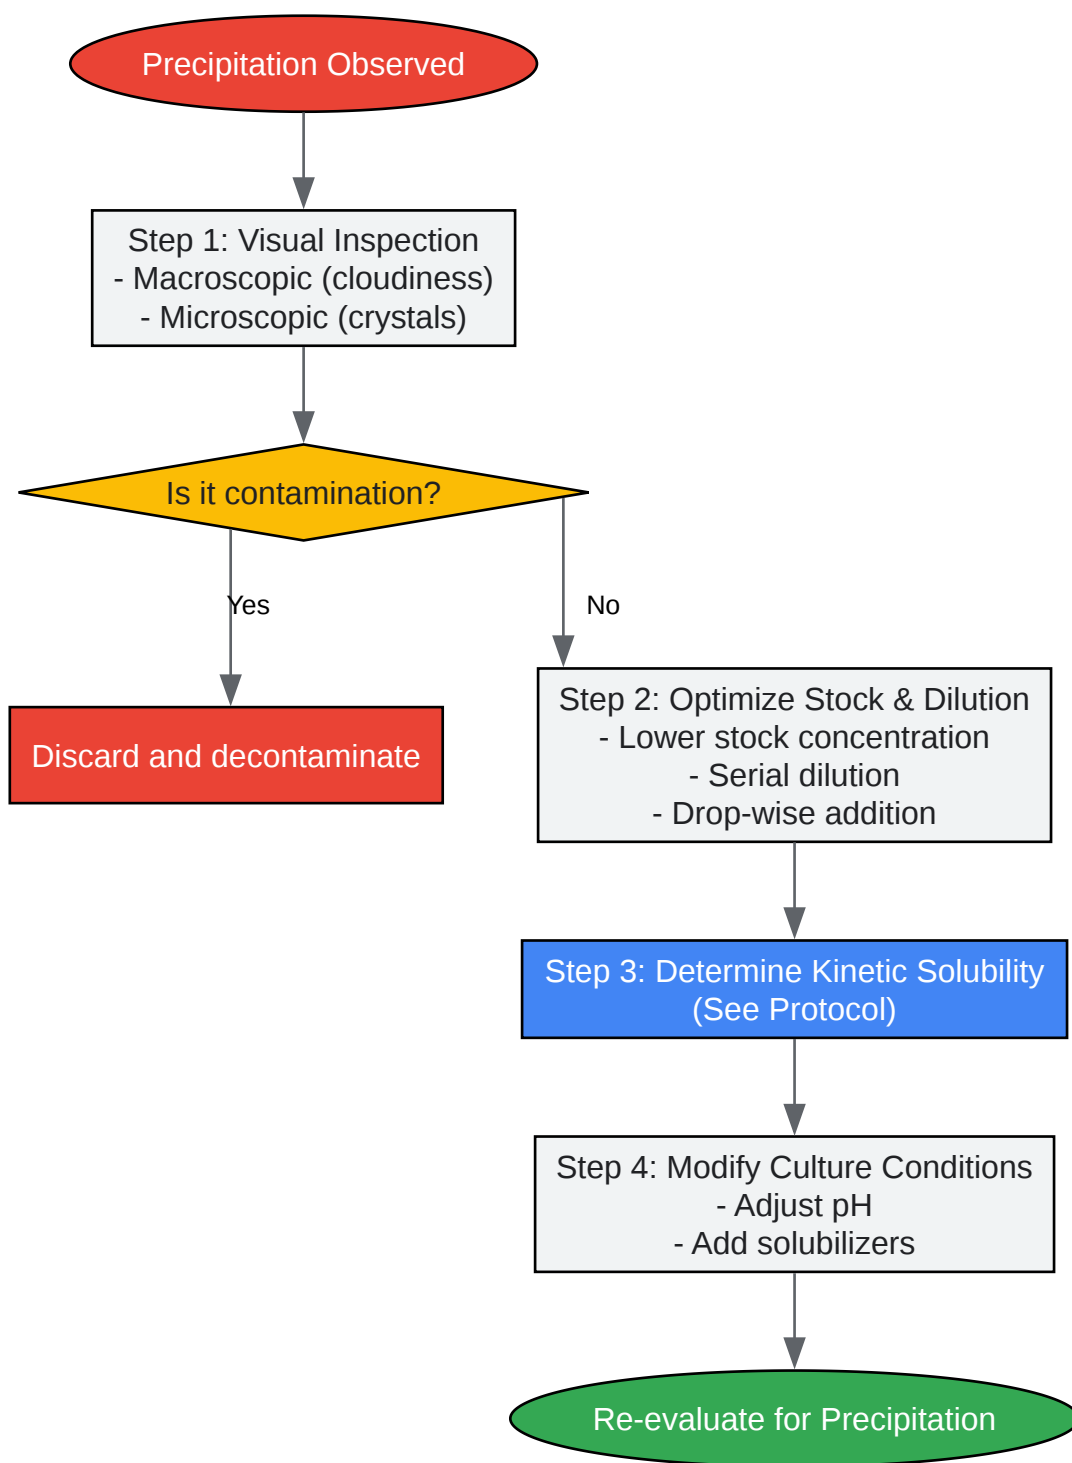 Precipitation Observed
Step 1: Visual Inspection
- Macroscopic (cloudiness)
- Microscopic (crystals)
Is it contamination?
Yes
No
Discard and decontaminate
Step 2: Optimize Stock & Dilution
- Lower stock concentration
- Serial dilution
- Drop-wise addition
Step 3: Determine Kinetic Solubility
(See Protocol)
Step 4: Modify Culture Conditions
- Adjust pH
- Add solubilizers
Re-evaluate for Precipitation